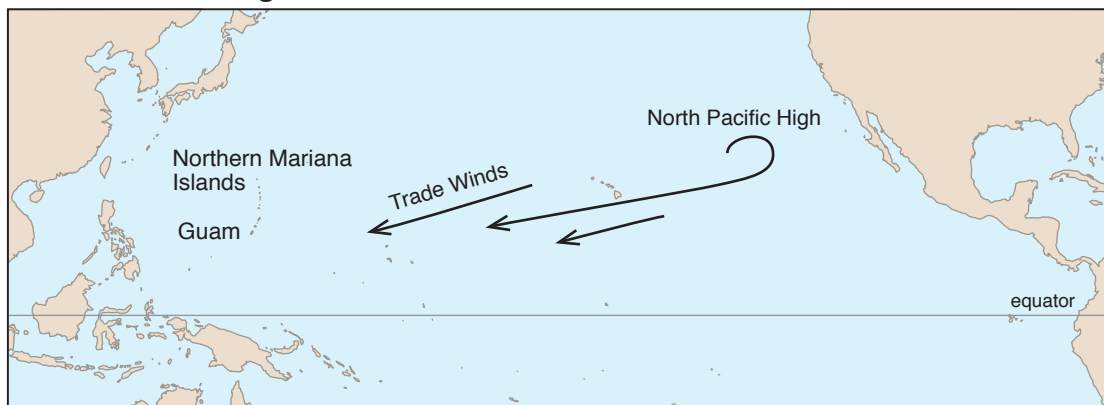 North Pacific High
Northern Mariana
Islands
Trade Winds
Guam
equator